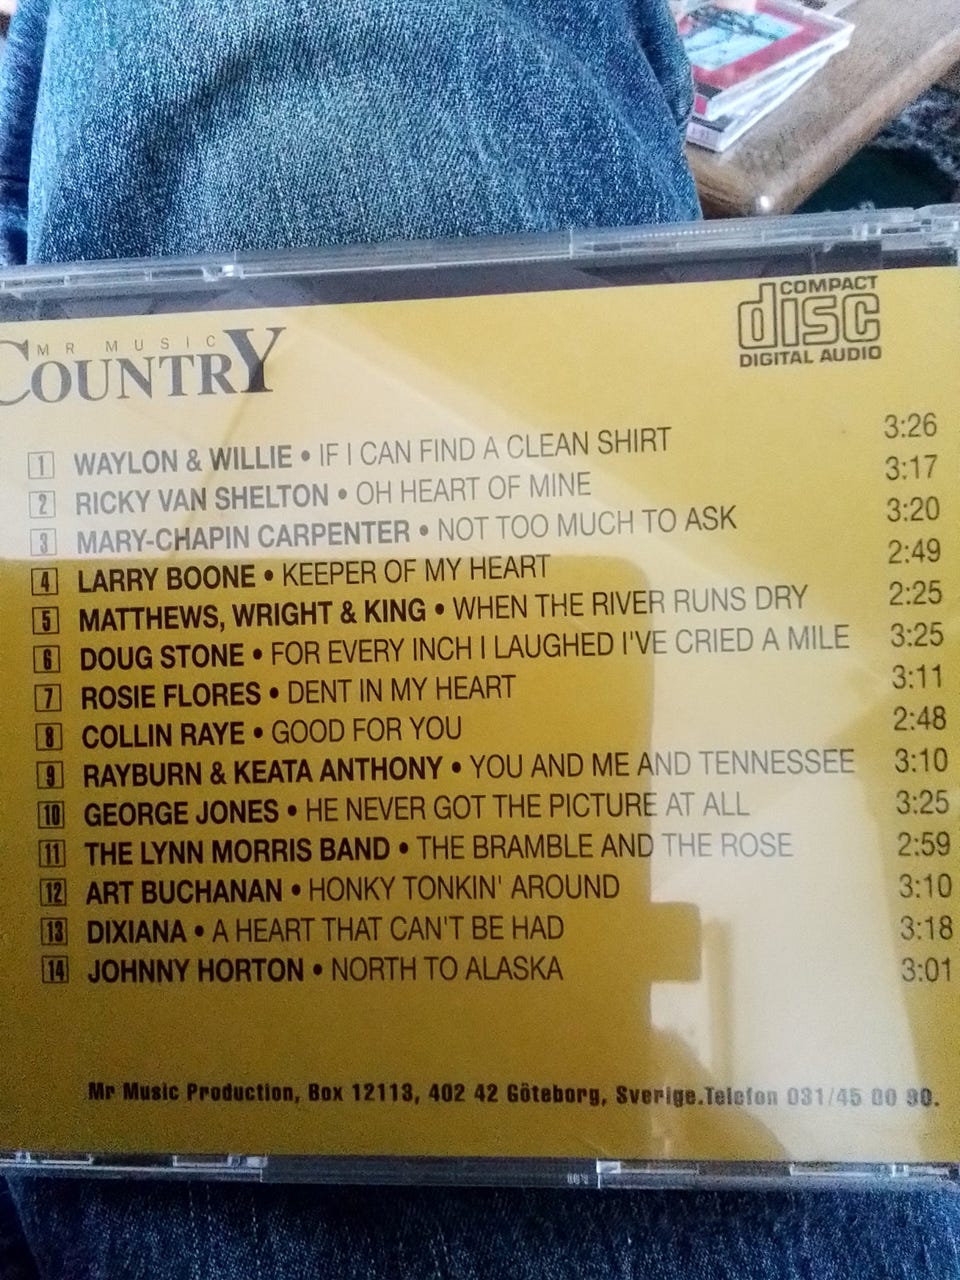 MR MUSIC
COUNTRY
COMPACT
disc
DIGITAL AUDIO
1 WAYLON & WILLIE • IF I CAN FIND A CLEAN SHIRT 3:26
2 RICKY VAN SHELTON • OH HEART OF MINE 3:17
3 MARY-CHAPIN CARPENTER • NOT TOO MUCH TO ASK 3:20
4 LARRY BOONE • KEEPER OF MY HEART 2:49
5 MATTHEWS, WRIGHT & KING • WHEN THE RIVER RUNS DRY 2:25
6 DOUG STONE • FOR EVERY INCH I LAUGHED I'VE CRIED A MILE 3:25
7 ROSIE FLORES • DENT IN MY HEART 3:11
8 COLLIN RAYE • GOOD FOR YOU 2:48
9 RAYBURN & KEATA ANTHONY • YOU AND ME AND TENNESSEE 3:10
10 GEORGE JONES • HE NEVER GOT THE PICTURE AT ALL 3:25
11 THE LYNN MORRIS BAND • THE BRAMBLE AND THE ROSE 2:59
12 ART BUCHANAN • HONKY TONKIN' AROUND 3:10
13 DIXIANA • A HEART THAT CAN'T BE HAD 3:18
14 JOHNNY HORTON • NORTH TO ALASKA 3:01
Mr Music Production, Box 12113, 402 42 Göteborg, Sverige.Telefon 031/45 00 90.